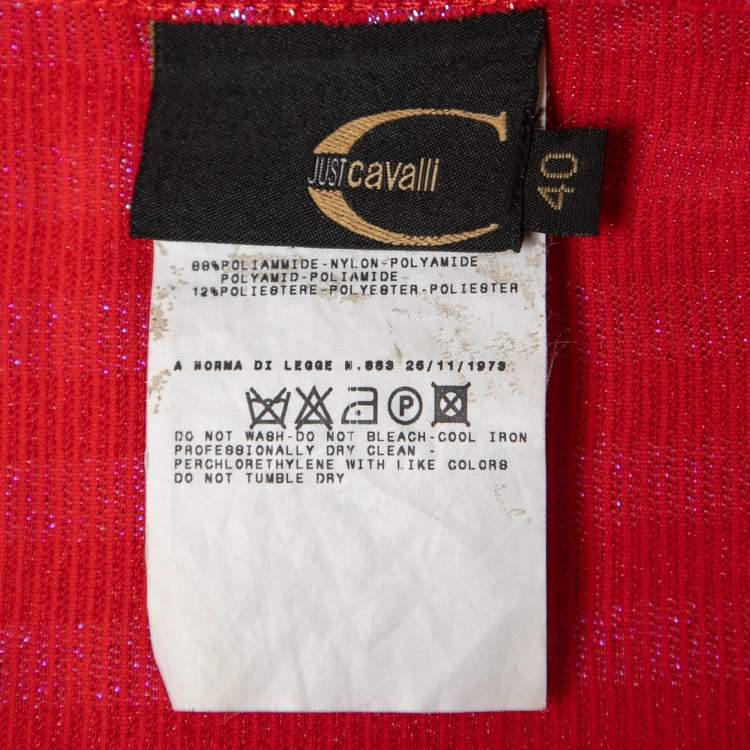 JUST cavalli
40
88%POLIAMMIDE-NYLON-POLYAMIDE
POLYAMID-POLIAMIDE
12%POLIESTERE-POLYESTER-POLIESTER
A NORMA DI LEGGE N.883 26/11/1973
P
DO NOT WASH-DO NOT BLEACH-COOL IRON
PROFESSIONALLY DRY CLEAN -
PERCHLORETHYLENE WITH LIKE COLORS
DO NOT TUMBLE DRY